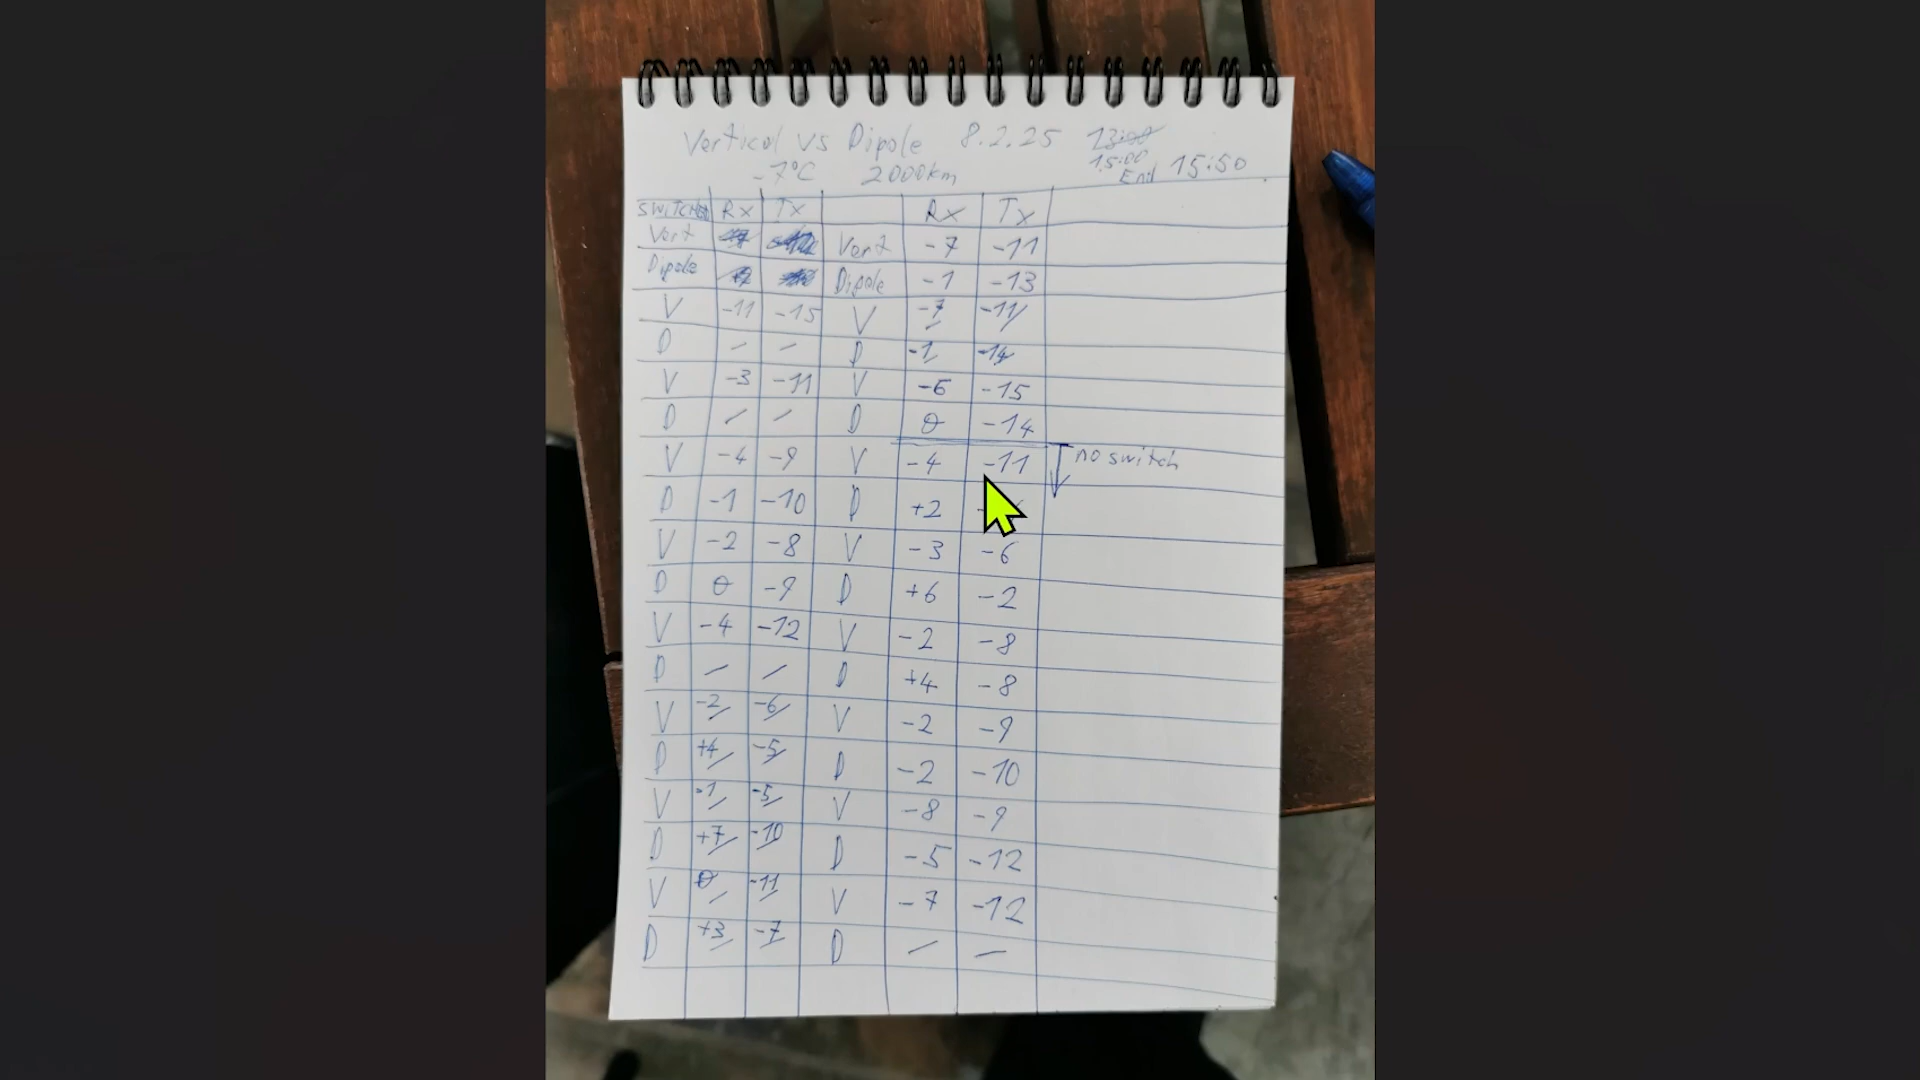 Vertical vs Dipole 8.2.25 13:00
15:00
-7°C 2000km End 15:50
SWITCH Rx Tx Rx Tx
Vert Vert -7 -11
Dipole Dipole -1 -13
V -11 -15 V -7 -11
D / / D -1 -14
V -3 -11 V -6 -15
D / / D 0 -14
V -4 -9 V -4 -11 no switch
D -1 -10 D +2
V -2 -8 V -3 -6
D 0 -9 D +6 -2
V -4 -12 V -2 -8
D / / D +4 -8
V -2 -6 V -2 -9
D +4 -5 D -2 -10
V -1 -5 V -8 -9
D +7 -10 D -5 -12
V 0 -11 V -7 -12
D +3 -7 D / /